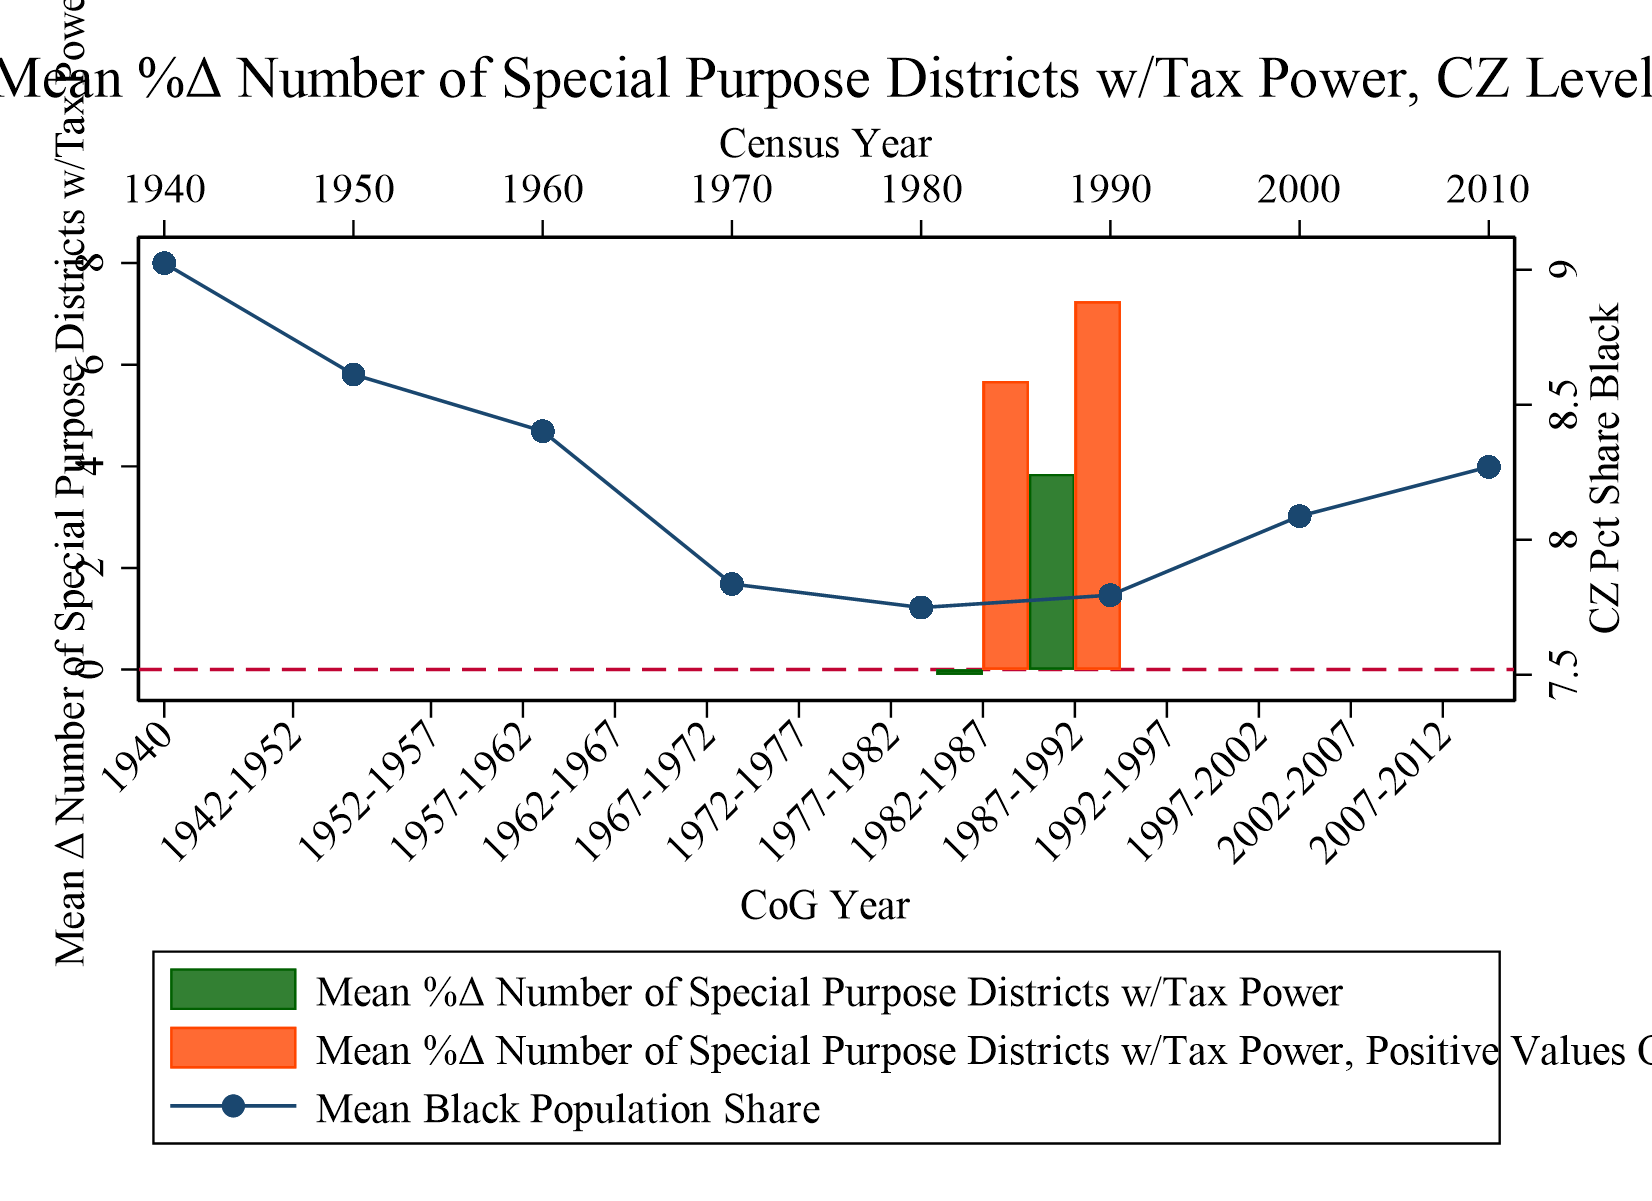 Mean %Δ Number of Special Purpose Districts w/Tax Power, CZ Level
Census Year
1940 1950 1960 1970 1980 1990 2000 2010
Mean Δ Number of Special Purpose Districts w/Tax Powe
8
6
4
2
0
9
8.5
8
7.5
CZ Pct Share Black
1940 1942-1952 1952-1957 1957-1962 1962-1967 1967-1972 1972-1977 1977-1982 1982-1987 1987-1992 1992-1997 1997-2002 2002-2007 2007-2012
CoG Year
Mean %Δ Number of Special Purpose Districts w/Tax Power
Mean %Δ Number of Special Purpose Districts w/Tax Power, Positive Values
Mean Black Population Share